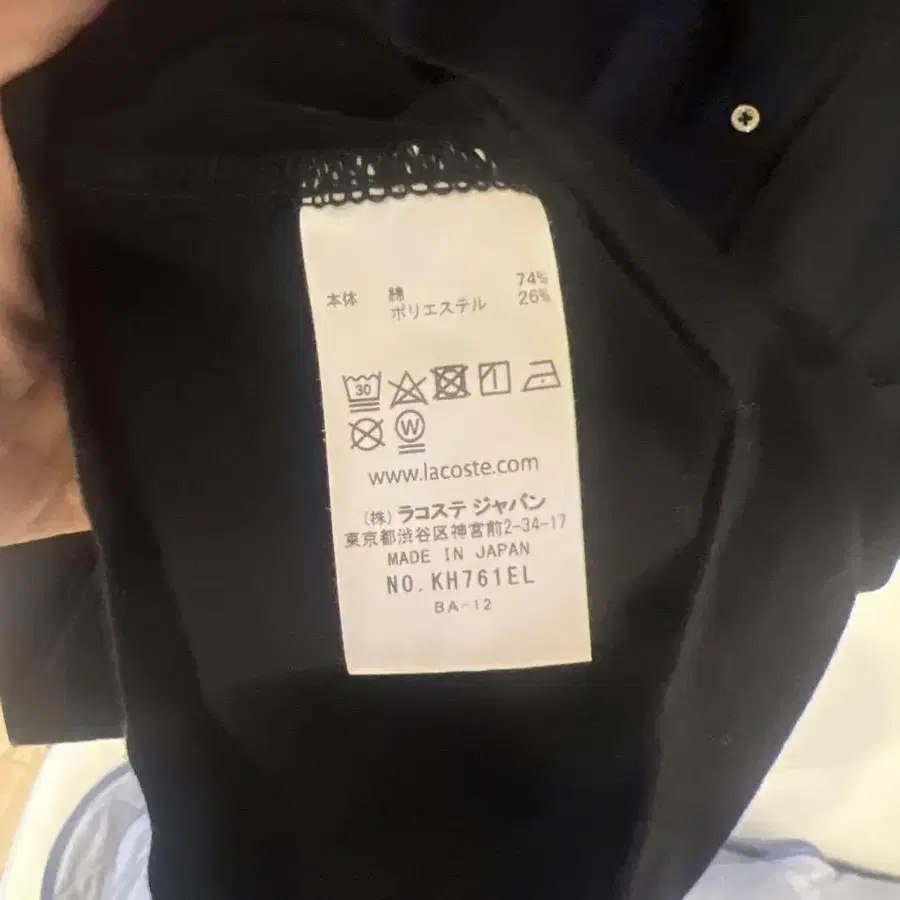 本体 綿 74%
ポリエステル 26%
30
W
www.lacoste.com
(株) ラコステ ジャパン
東京都渋谷区神宮前2-34-17
MADE IN JAPAN
NO. KH761EL
BA-12